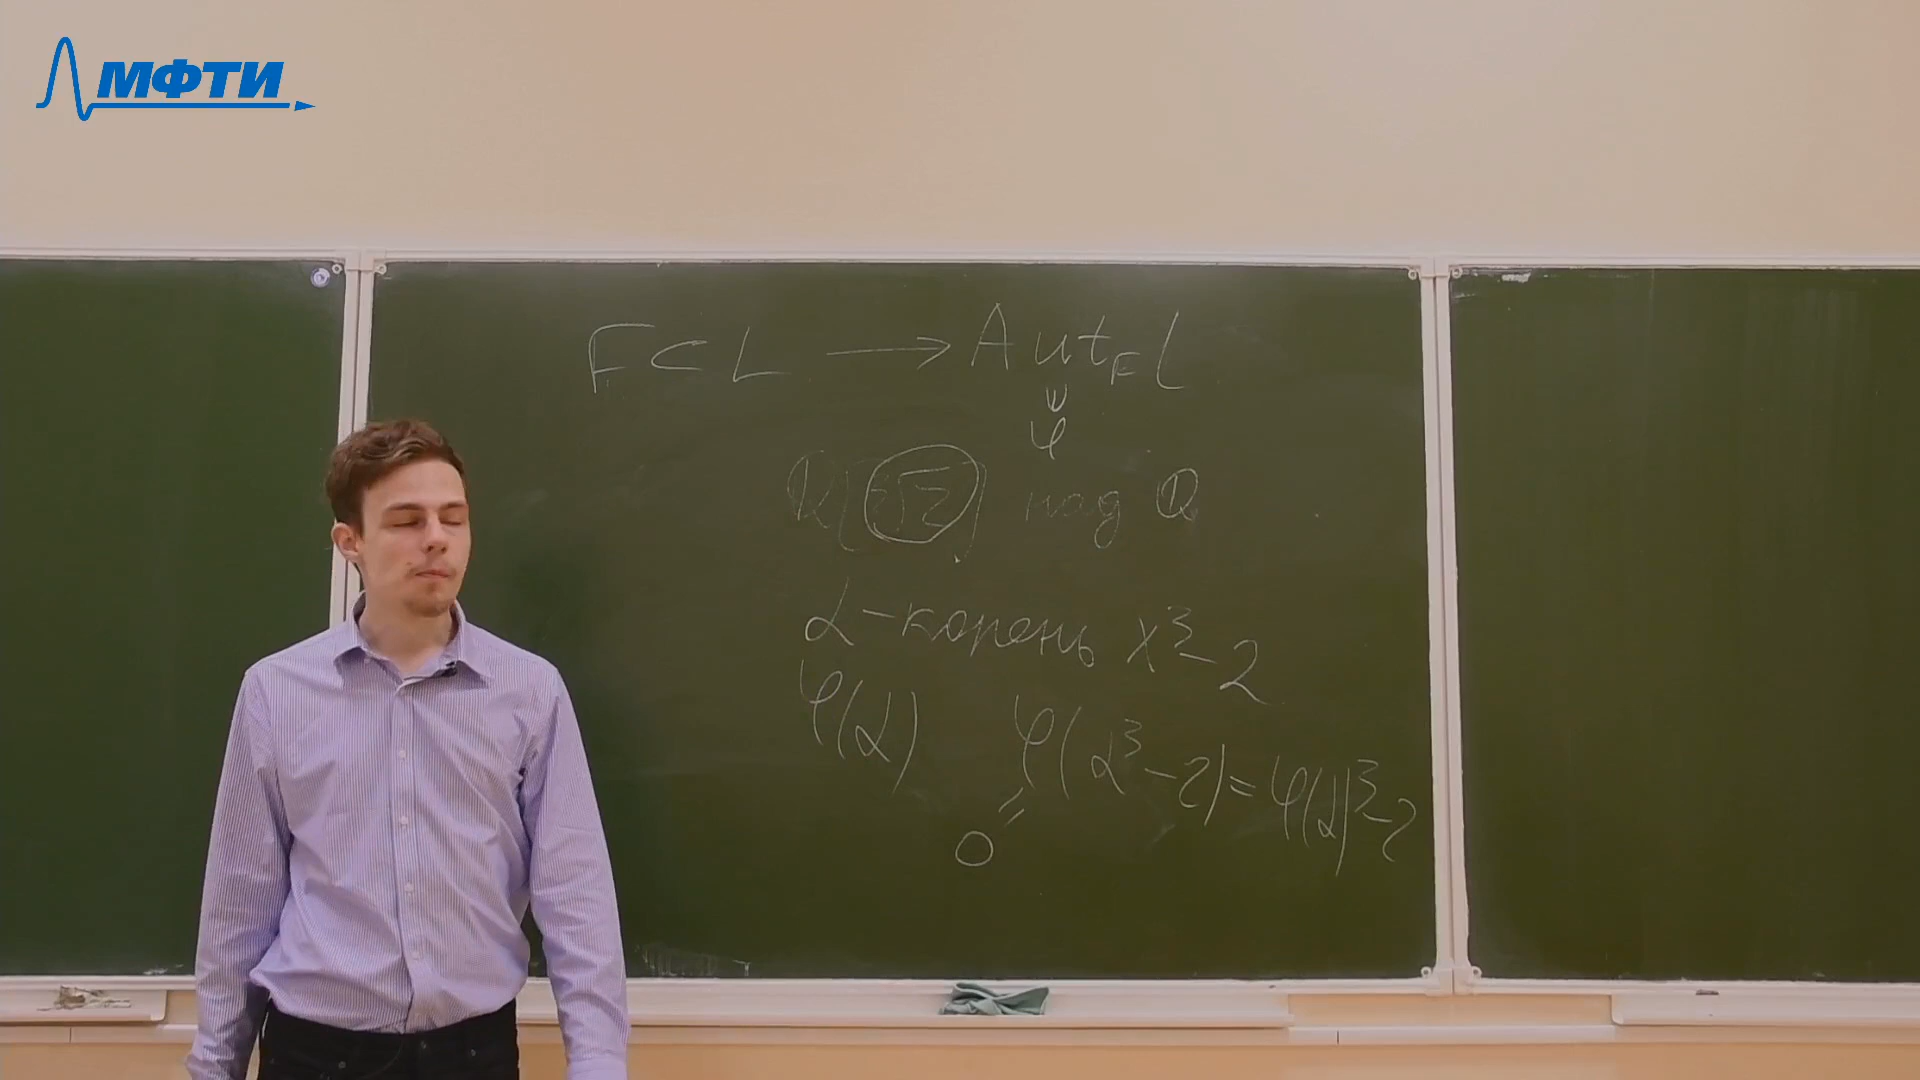 МФТИ
F ⊂ L → Aut_F L
φ
Q[∛2] над Q
α-корень x³-2
φ(α) φ(α³-2)=φ(α)³-2
0